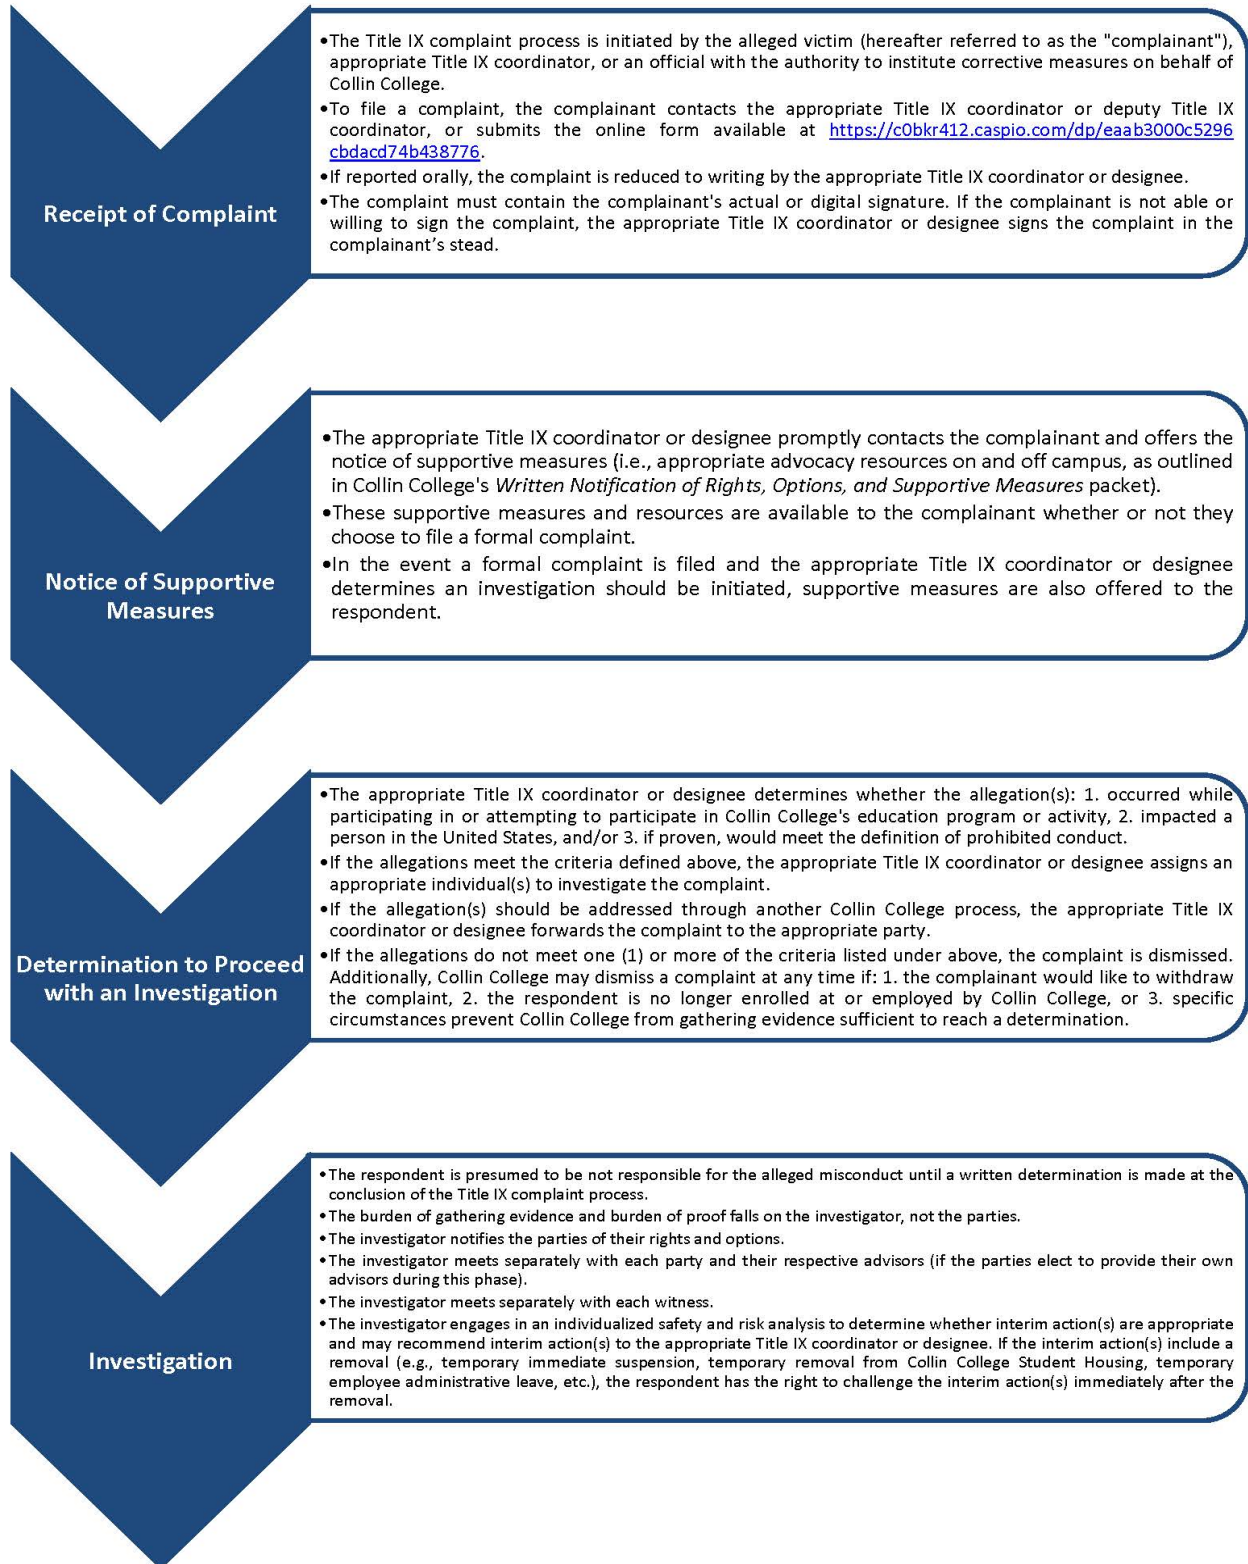 Receipt of Complaint
•The Title IX complaint process is initiated by the alleged victim (hereafter referred to as the "complainant"),
appropriate Title IX coordinator, or an official with the authority to institute corrective measures on behalf of
Collin College.
•To file a complaint, the complainant contacts the appropriate Title IX coordinator or deputy Title IX
coordinator, or submits the online form available at https://c0bkr412.caspio.com/dp/eaab3000c5296
cbdacd74b438776.
•If reported orally, the complaint is reduced to writing by the appropriate Title IX coordinator or designee.
•The complaint must contain the complainant's actual or digital signature. If the complainant is not able or
willing to sign the complaint, the appropriate Title IX coordinator or designee signs the complaint in the
complainant’s stead.
Notice of Supportive
Measures
•The appropriate Title IX coordinator or designee promptly contacts the complainant and offers the
notice of supportive measures (i.e., appropriate advocacy resources on and off campus, as outlined
in Collin College's Written Notification of Rights, Options, and Supportive Measures packet).
•These supportive measures and resources are available to the complainant whether or not they
choose to file a formal complaint.
•In the event a formal complaint is filed and the appropriate Title IX coordinator or designee
determines an investigation should be initiated, supportive measures are also offered to the
respondent.
Determination to Proceed
with an Investigation
•The appropriate Title IX coordinator or designee determines whether the allegation(s): 1. occurred while
participating in or attempting to participate in Collin College's education program or activity, 2. impacted a
person in the United States, and/or 3. if proven, would meet the definition of prohibited conduct.
•If the allegations meet the criteria defined above, the appropriate Title IX coordinator or designee assigns an
appropriate individual(s) to investigate the complaint.
•If the allegation(s) should be addressed through another Collin College process, the appropriate Title IX
coordinator or designee forwards the complaint to the appropriate party.
•If the allegations do not meet one (1) or more of the criteria listed under above, the complaint is dismissed.
Additionally, Collin College may dismiss a complaint at any time if: 1. the complainant would like to withdraw
the complaint, 2. the respondent is no longer enrolled at or employed by Collin College, or 3. specific
circumstances prevent Collin College from gathering evidence sufficient to reach a determination.
Investigation
•The respondent is presumed to be not responsible for the alleged misconduct until a written determination is made at the
conclusion of the Title IX complaint process.
•The burden of gathering evidence and burden of proof falls on the investigator, not the parties.
•The investigator notifies the parties of their rights and options.
•The investigator meets separately with each party and their respective advisors (if the parties elect to provide their own
advisors during this phase).
•The investigator meets separately with each witness.
•The investigator engages in an individualized safety and risk analysis to determine whether interim action(s) are appropriate
and may recommend interim action(s) to the appropriate Title IX coordinator or designee. If the interim action(s) include a
removal (e.g., temporary immediate suspension, temporary removal from Collin College Student Housing, temporary
employee administrative leave, etc.), the respondent has the right to challenge the interim action(s) immediately after the
removal.